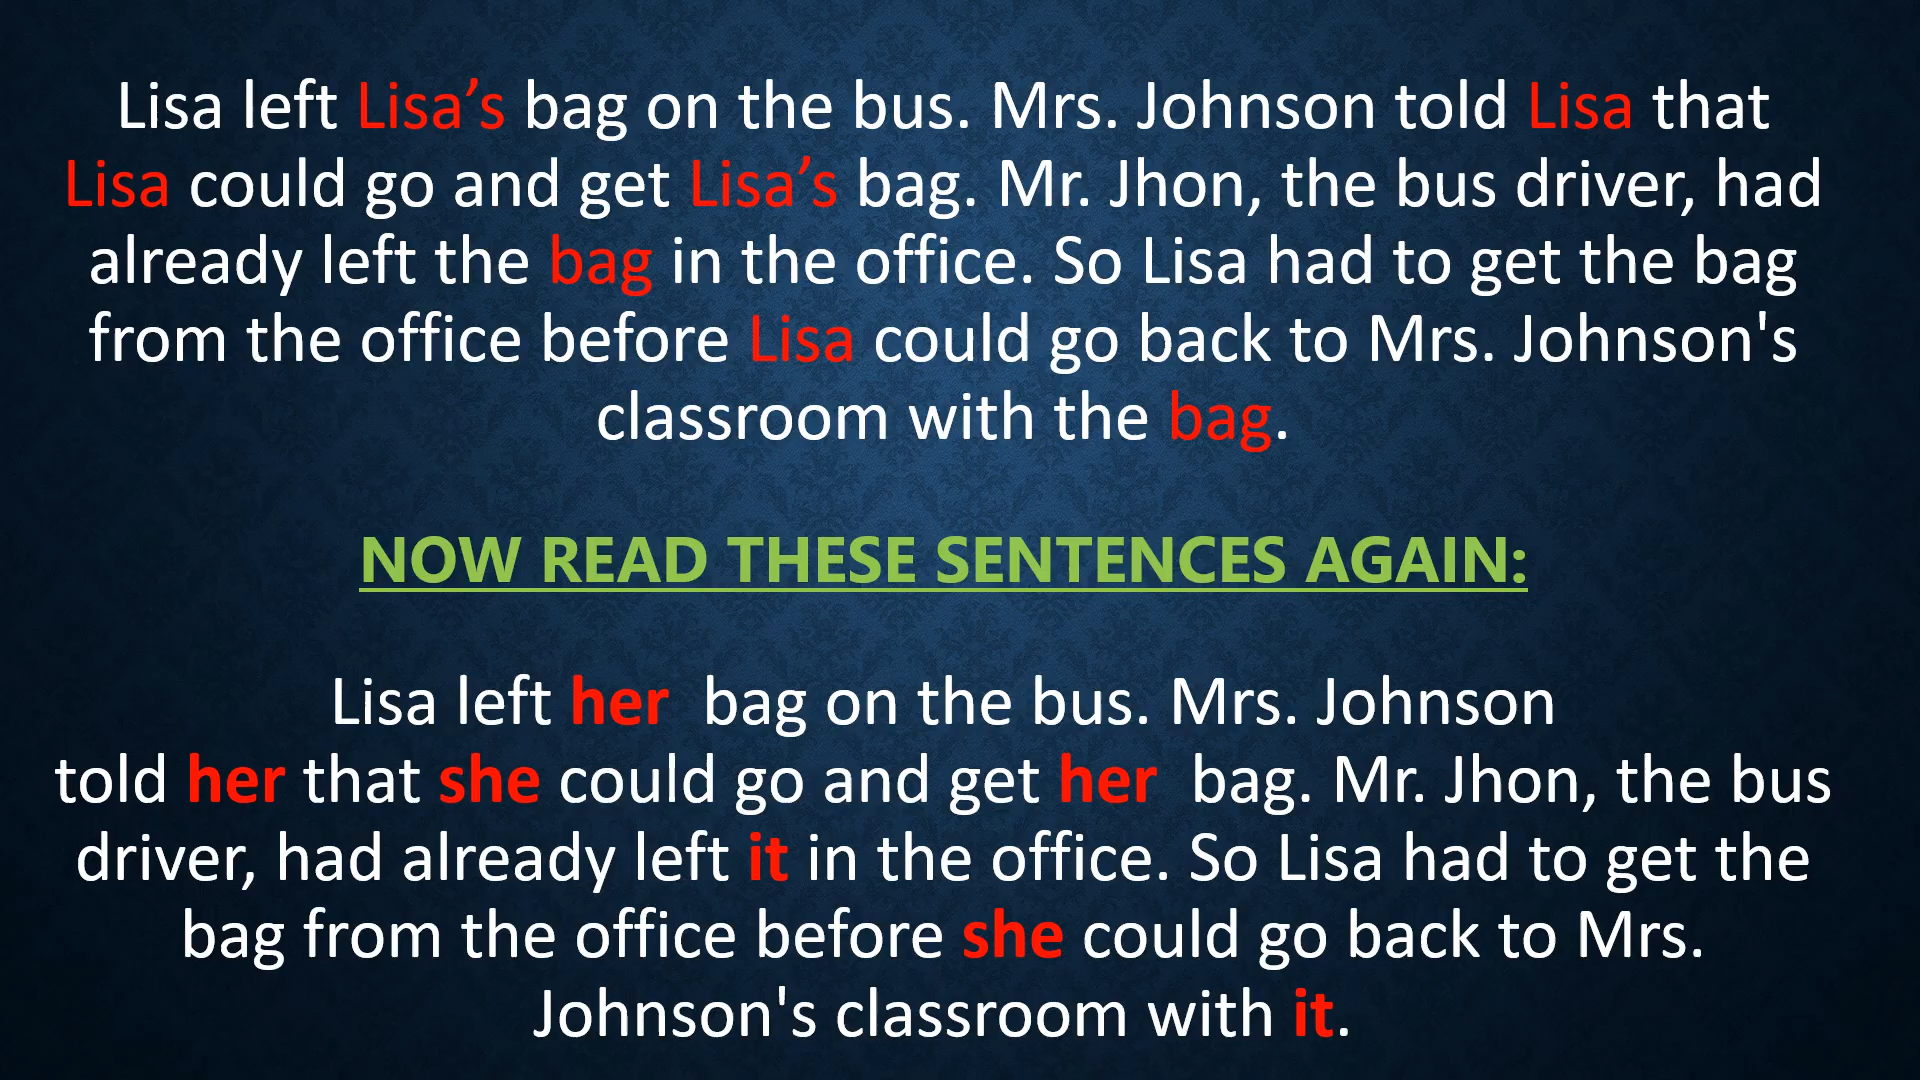 Lisa left Lisa’s bag on the bus. Mrs. Johnson told Lisa that
Lisa could go and get Lisa’s bag. Mr. Jhon, the bus driver, had
already left the bag in the office. So Lisa had to get the bag
from the office before Lisa could go back to Mrs. Johnson's
classroom with the bag.
NOW READ THESE SENTENCES AGAIN:
Lisa left her bag on the bus. Mrs. Johnson
told her that she could go and get her bag. Mr. Jhon, the bus
driver, had already left it in the office. So Lisa had to get the
bag from the office before she could go back to Mrs.
Johnson's classroom with it.